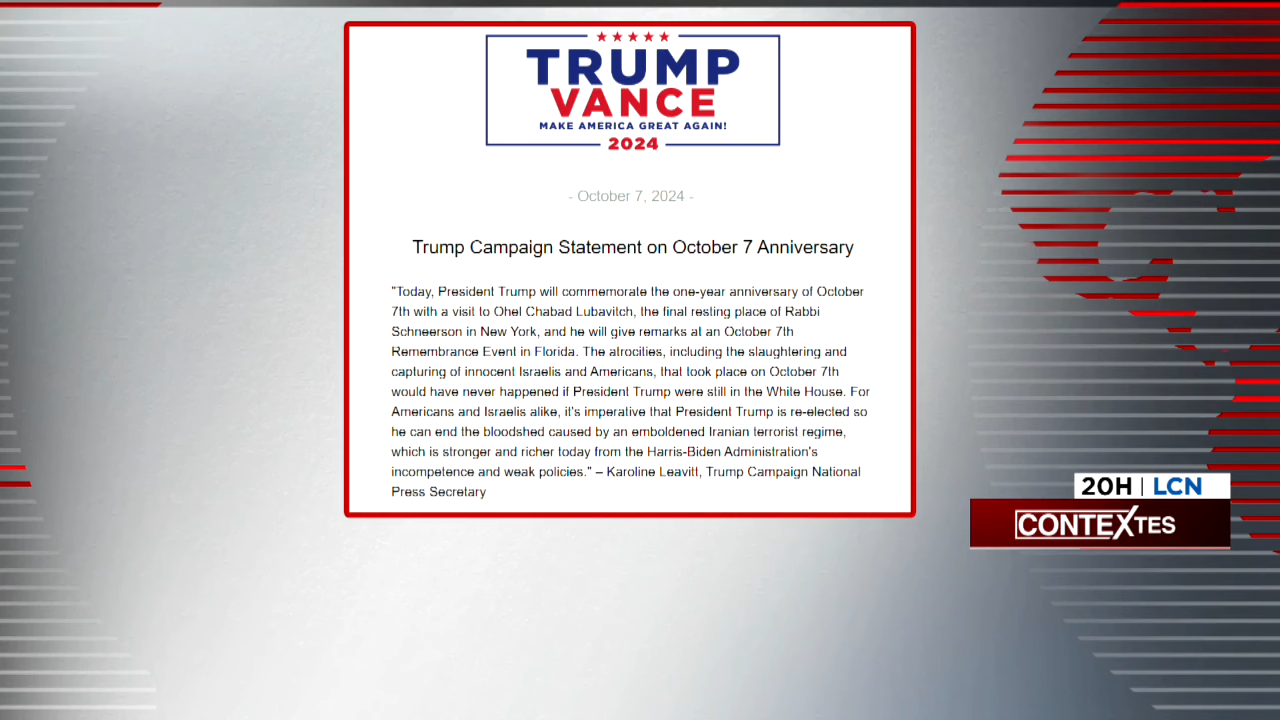 TRUMP
VANCE
MAKE AMERICA GREAT AGAIN!
2024
- October 7, 2024 -
Trump Campaign Statement on October 7 Anniversary
"Today, President Trump will commemorate the one-year anniversary of October
7th with a visit to Ohel Chabad Lubavitch, the final resting place of Rabbi
Schneerson in New York, and he will give remarks at an October 7th
Remembrance Event in Florida. The atrocities, including the slaughtering and
capturing of innocent Israelis and Americans, that took place on October 7th
would have never happened if President Trump were still in the White House. For
Americans and Israelis alike, it's imperative that President Trump is re-elected so
he can end the bloodshed caused by an emboldened Iranian terrorist regime,
which is stronger and richer today from the Harris-Biden Administration's
incompetence and weak policies." – Karoline Leavitt, Trump Campaign National
Press Secretary
20H | LCN
CONTEXTES